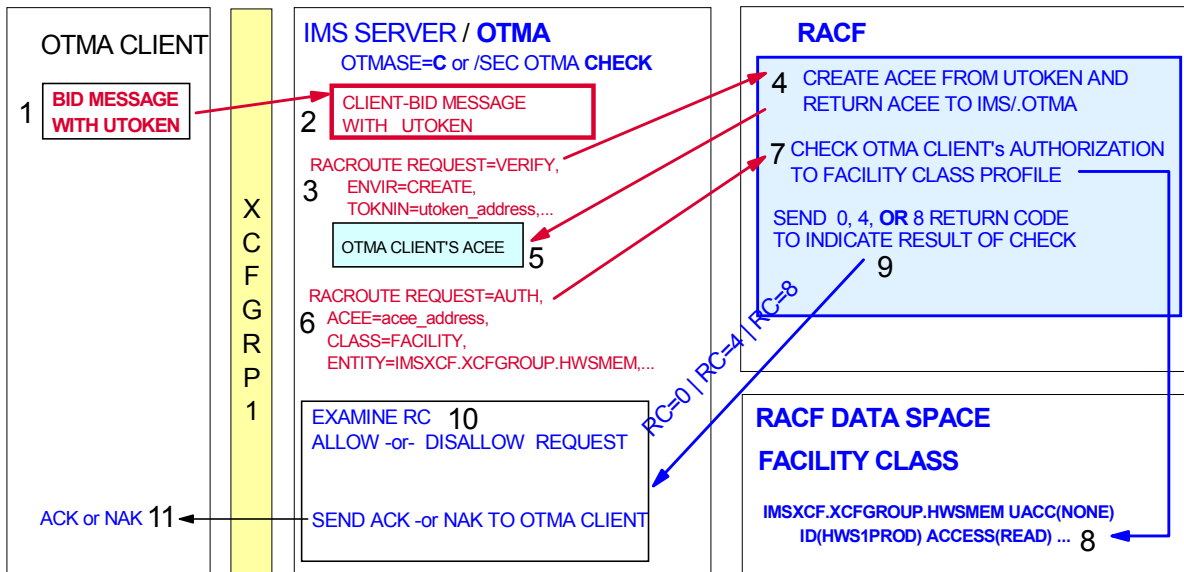 OTMA CLIENT
1
BID MESSAGE
WITH UTOKEN
ACK or NAK 11
X
C
F
G
R
P
1
IMS SERVER / OTMA
OTMASE=C or /SEC OTMA CHECK
2
CLIENT-BID MESSAGE
WITH UTOKEN
RACROUTE REQUEST=VERIFY,
3
ENVIR=CREATE,
TOKNIN=utoken_address,...
OTMA CLIENT'S ACEE
5
RACROUTE REQUEST=AUTH,
6
ACEE=acee_address,
CLASS=FACILITY,
ENTITY=IMSXCF.XCFGROUP.HWSMEM,...
EXAMINE RC 10
ALLOW -or- DISALLOW REQUEST
SEND ACK -or NAK TO OTMA CLIENT
RC=0 | RC=4 | RC=8
RACF
4 CREATE ACEE FROM UTOKEN AND
RETURN ACEE TO IMS/.OTMA
7 CHECK OTMA CLIENT's AUTHORIZATION
TO FACILITY CLASS PROFILE
SEND 0, 4, OR 8 RETURN CODE
TO INDICATE RESULT OF CHECK
9
RACF DATA SPACE
FACILITY CLASS
IMSXCF.XCFGROUP.HWSMEM UACC(NONE)
ID(HWS1PROD) ACCESS(READ) ... 8